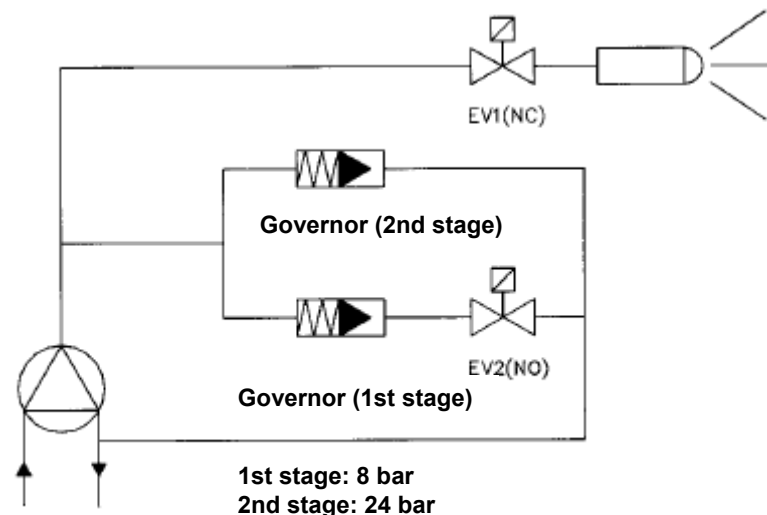 EV1(NC)
Governor (2nd stage)
EV2(NO)
Governor (1st stage)
1st stage: 8 bar
2nd stage: 24 bar